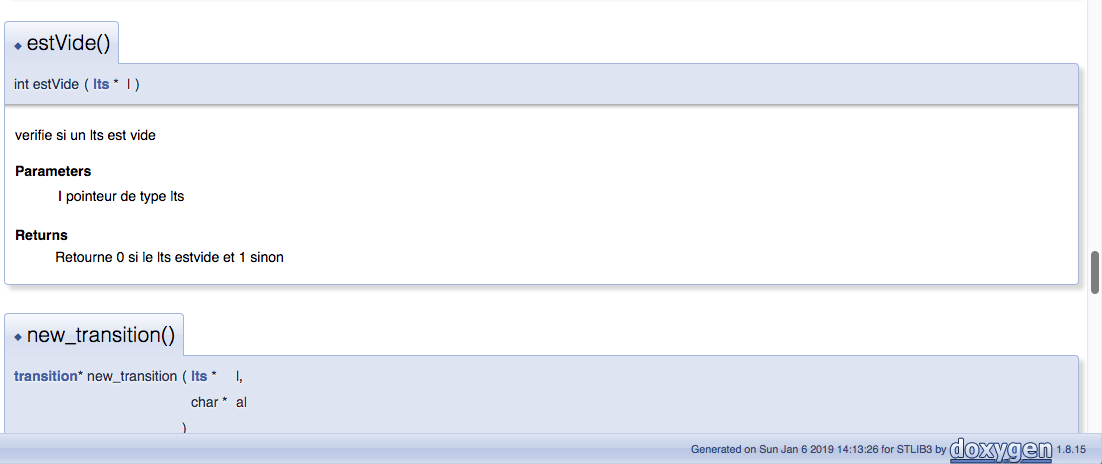 ◆ estVide()
int estVide ( lts * l )
verifie si un lts est vide
Parameters
l pointeur de type lts
Returns
Retourne 0 si le lts estvide et 1 sinon
◆ new_transition()
transition* new_transition ( lts * l,
char * al
)
Generated on Sun Jan 6 2019 14:13:26 for STLIB3 by doxygen 1.8.15